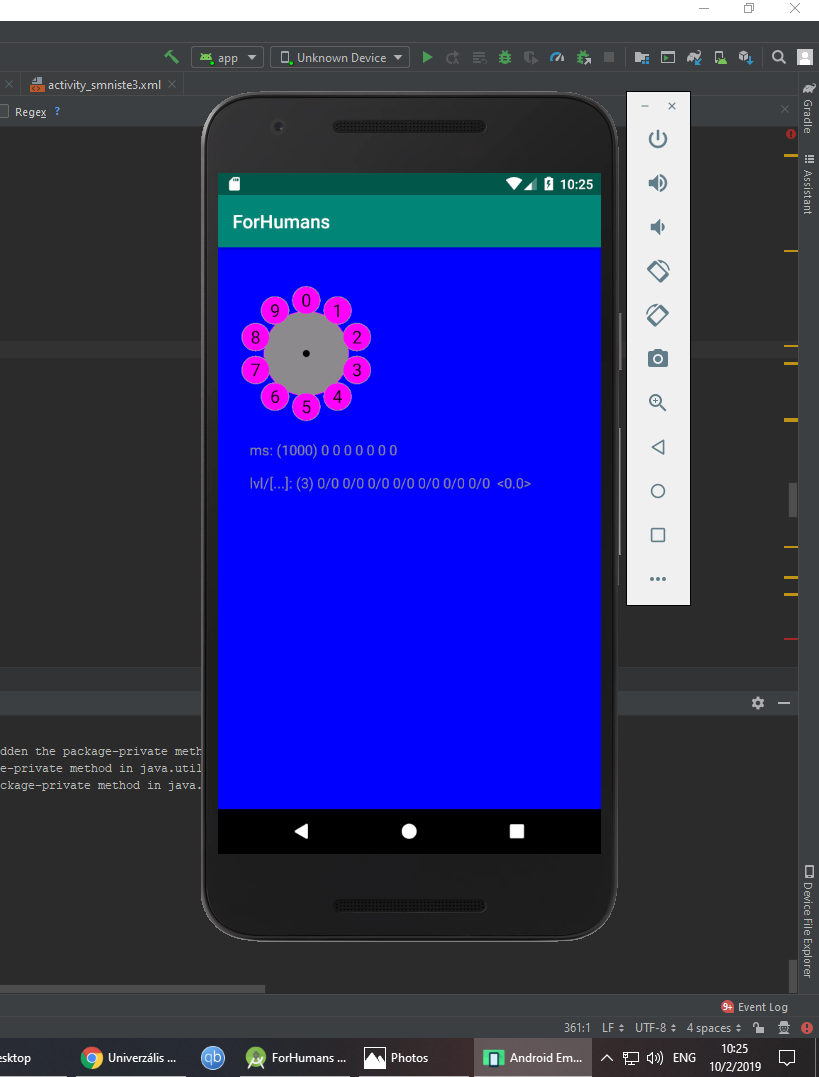 app
Unknown Device
activity_smniste3.xml
Regex ?
Gradle
Assistant
10:25
ForHumans
0
1
2
3
4
5
6
7
8
9
ms: (1000) 0 0 0 0 0 0 0
lvl/[...]: (3) 0/0 0/0 0/0 0/0 0/0 0/0 0/0 <0.0>
dden the package-private meth
e-private method in java.util
ckage-private method in java.
Device File Explorer
9+ Event Log
361:1 LF UTF-8 4 spaces
esktop
Univerzális ...
qb
ForHumans ...
Photos
Android Em...
ENG
10:25
10/2/2019